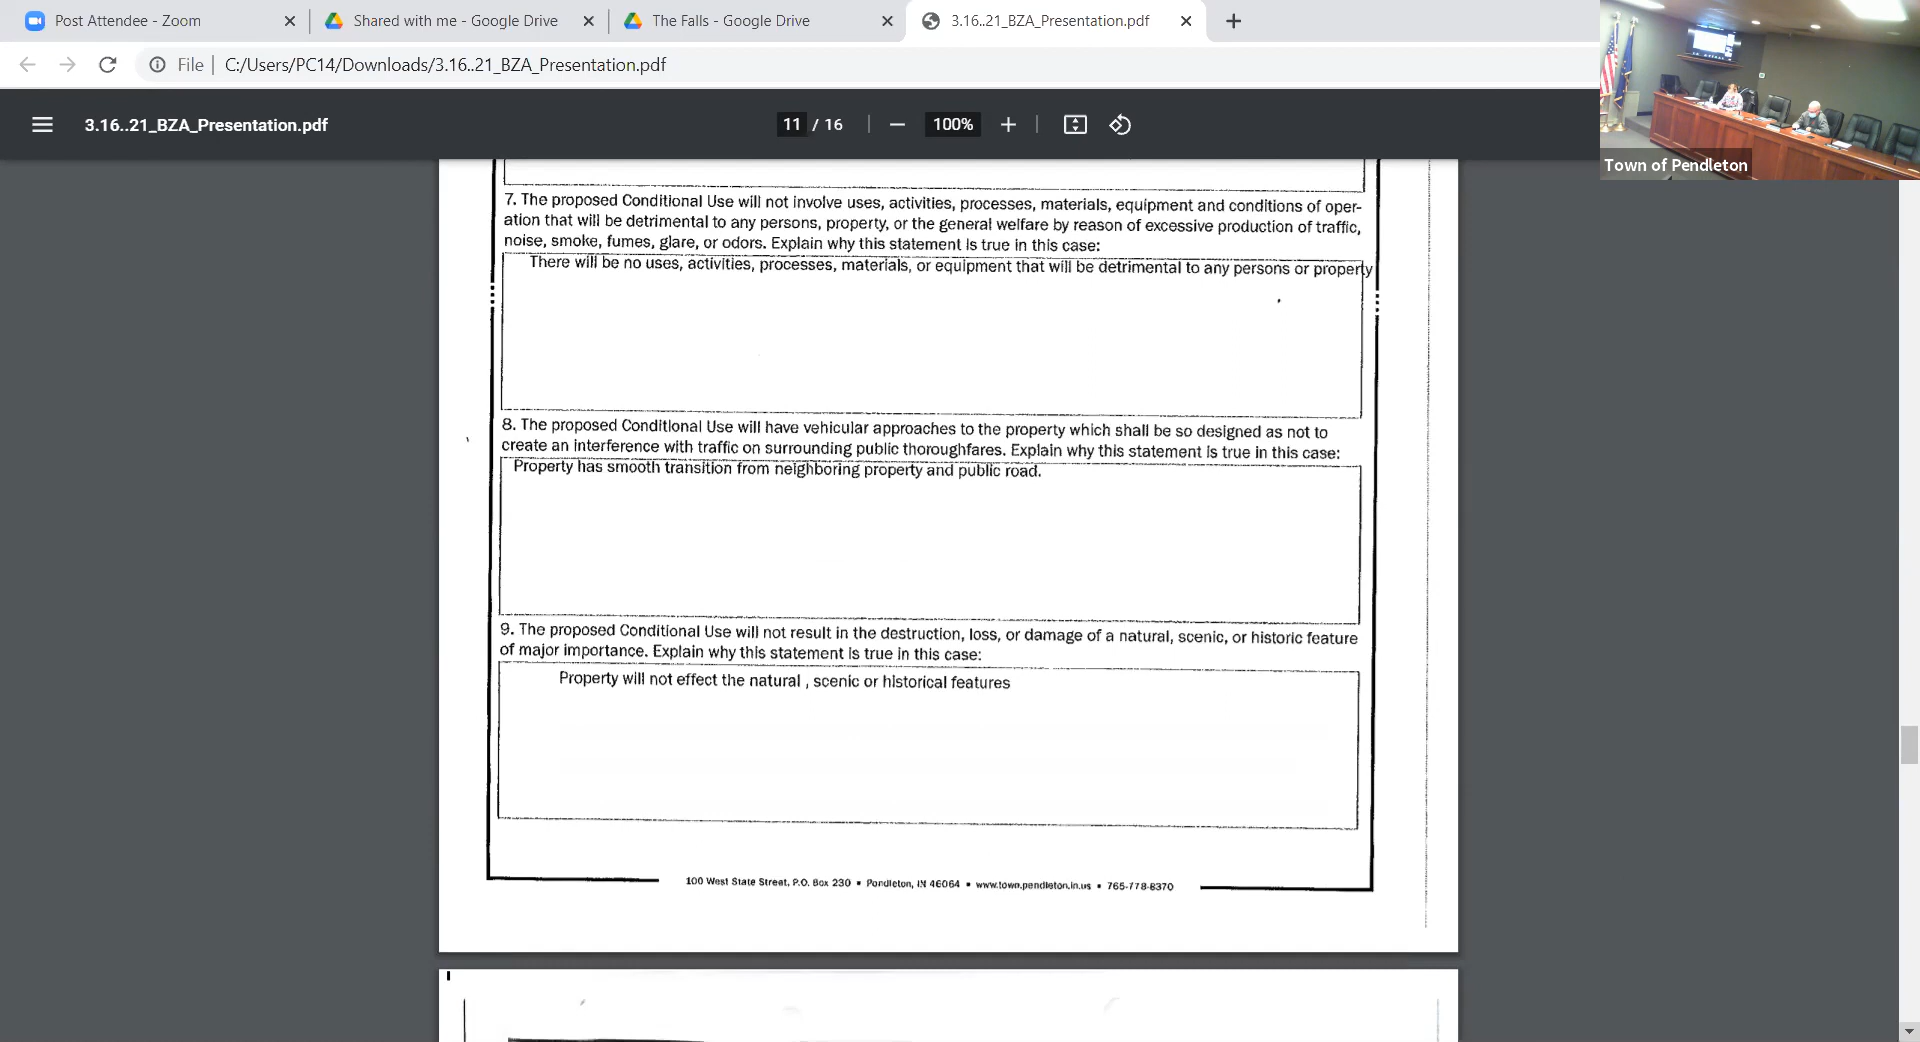 Post Attendee - Zoom
Shared with me - Google Drive
The Falls - Google Drive
3.16..21_BZA_Presentation.pdf
File
C:/Users/PC14/Downloads/3.16..21_BZA_Presentation.pdf
3.16..21_BZA_Presentation.pdf
11 / 16
100%
Town of Pendleton
7. The proposed Conditional Use will not involve uses, activities, processes, materials, equipment and conditions of oper-
ation that will be detrimental to any persons, property, or the general welfare by reason of excessive production of traffic,
noise, smoke, fumes, glare, or odors. Explain why this statement is true in this case:
There will be no uses, activities, processes, materials, or equipment that will be detrimental to any persons or property
8. The proposed Conditional Use will have vehicular approaches to the property which shall be so designed as not to
create an interference with traffic on surrounding public thoroughfares. Explain why this statement is true in this case:
Property has smooth transition from neighboring property and public road.
9. The proposed Conditional Use will not result in the destruction, loss, or damage of a natural, scenic, or historic feature
of major importance. Explain why this statement is true in this case:
Property will not effect the natural , scenic or historical features
100 West State Street, P.O. Box 230 ▪ Pendleton, IN 46064 ▪ www.town.pendleton.in.us ▪ 765-778-8370